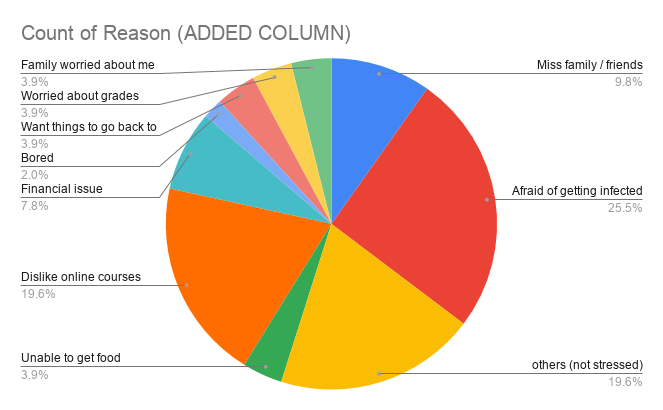 Count of Reason (ADDED COLUMN)
Family worried about me
3.9%
Worried about grades
3.9%
Want things to go back to
3.9%
Bored
2.0%
Financial issue
7.8%
Dislike online courses
19.6%
Unable to get food
3.9%
Miss family / friends
9.8%
Afraid of getting infected
25.5%
others (not stressed)
19.6%